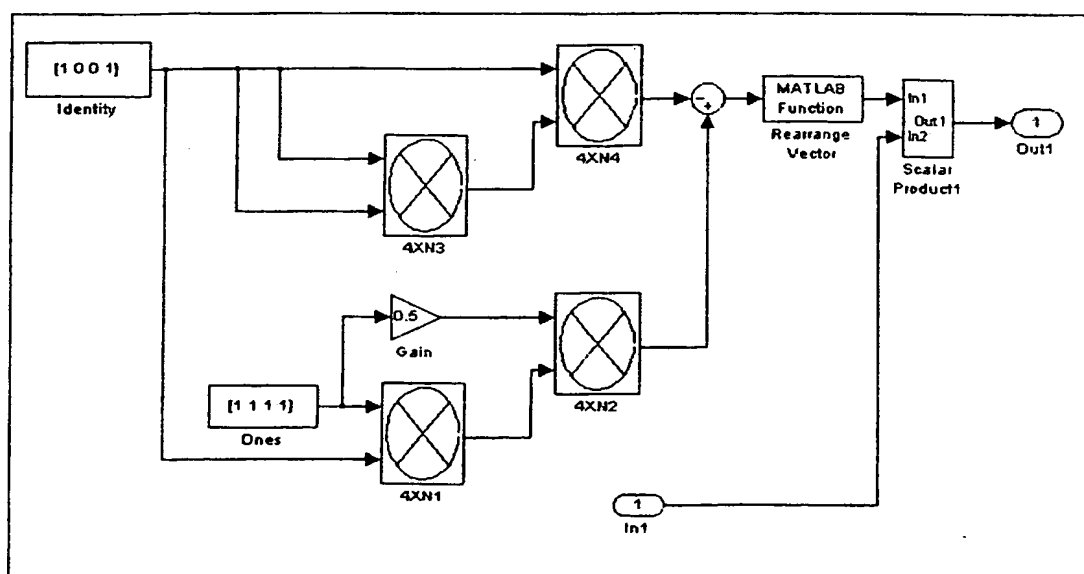 [1 0 0 1]
Identity
4XN4
4XN3
- +
MATLAB
Function
Rearrange
Vector
In1
Out1
In2
Scalar
Product1
1
Out1
0.5
Gain
4XN2
[1 1 1 1]
Ones
4XN1
1
In1